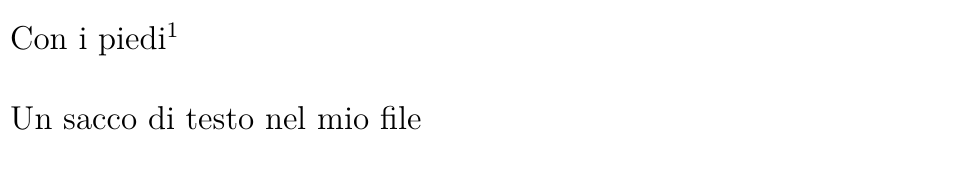 Con i piedi¹
Un sacco di testo nel mio file